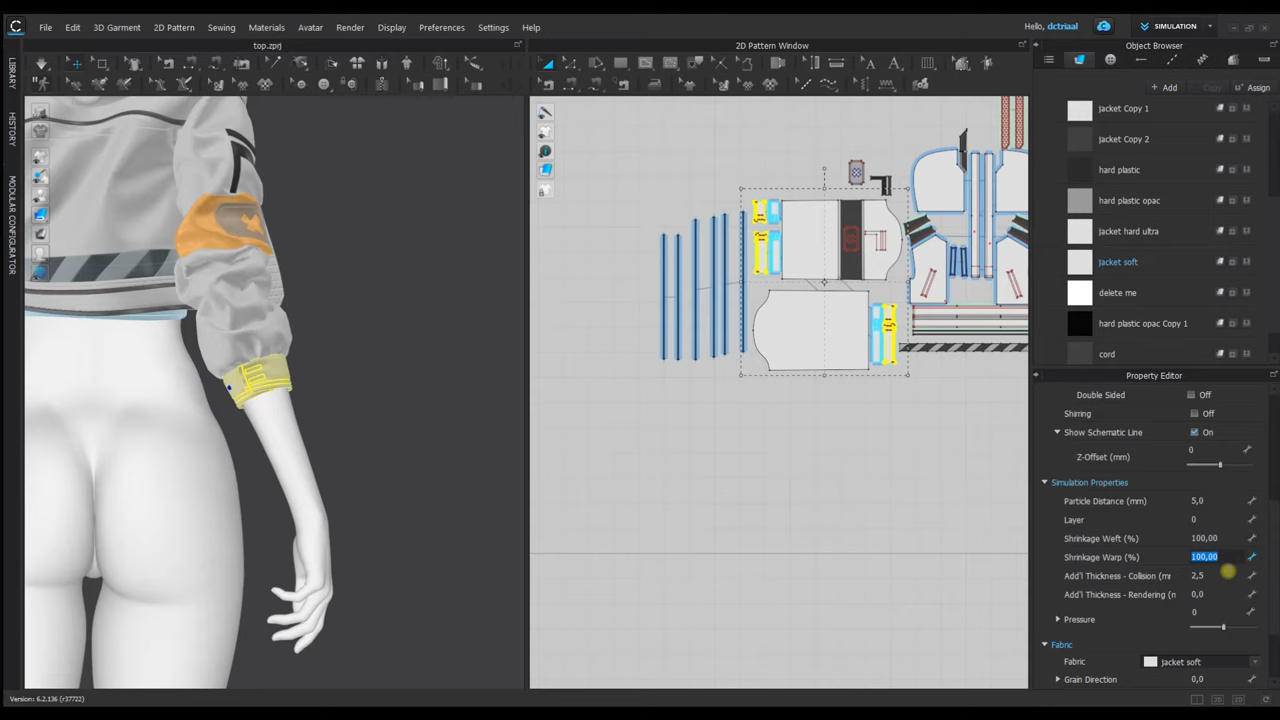 File Edit 3D Garment 2D Pattern Sewing Materials Avatar Render Display Preferences Settings Help
Hello, dctriaal SIMULATION
top.zprj
2D Pattern Window
Object Browser
LIBRARY
HISTORY
MODULAR CONFIGURATOR
+ Add Copy Assign
Jacket Copy 1
Jacket Copy 2
hard plastic
hard plastic opac
Jacket hard ultra
Jacket soft
delete me
hard plastic opac Copy 1
cord
Property Editor
Double Sided Off
Shirring Off
Show Schematic Line On
Z-Offset (mm) 0
Simulation Properties
Particle Distance (mm) 5,0
Layer 0
Shrinkage Weft (%) 100,00
Shrinkage Warp (%) 100,00
Add'l Thickness - Collision (mr 2,5
Add'l Thickness - Rendering (n 0,0
Pressure 0
Fabric
Fabric Jacket soft
Grain Direction 0,0
Version: 6.2.136 (r37722)